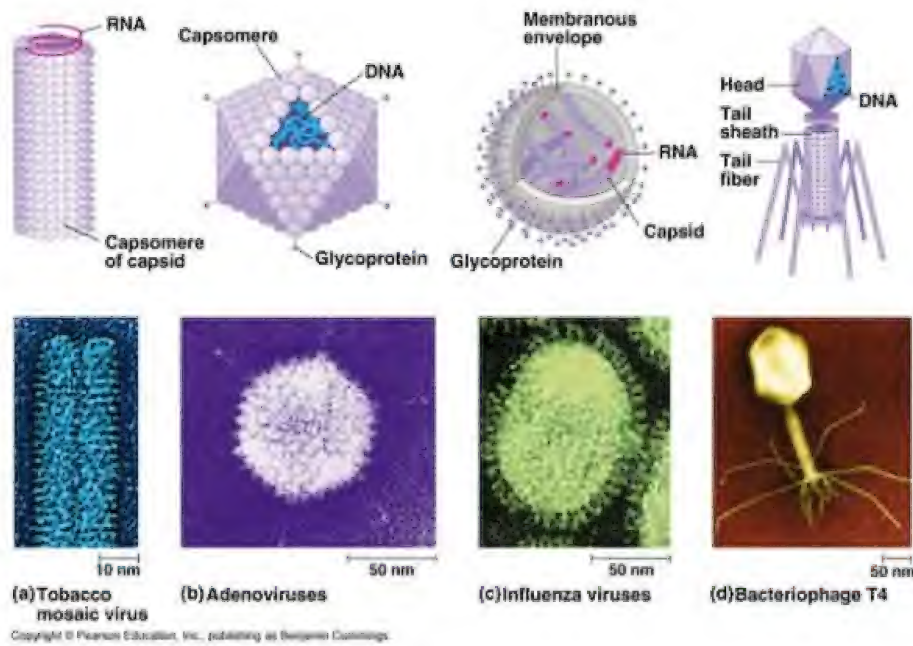 RNA
Capsomere
of capsid
Capsomere
DNA
Glycoprotein
Membranous
envelope
RNA
Capsid
Glycoprotein
Head
DNA
Tail
sheath
Tail
fiber
10 nm
50 nm
50 nm
50 nm
(a) Tobacco
mosaic virus
(b) Adenoviruses
(c) Influenza viruses
(d) Bacteriophage T4
Copyright © Pearson Education, Inc., publishing as Benjamin Cummings.